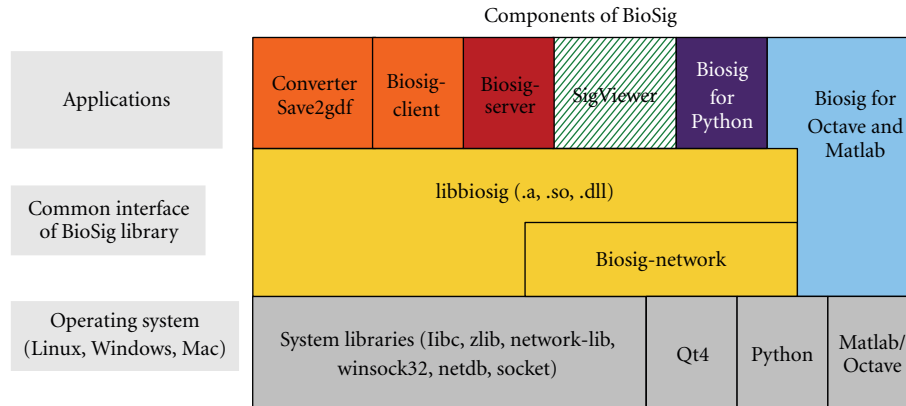 Components of BioSig
Applications
Converter
Save2gdf
Biosig-
client
Biosig-
server
SigViewer
Biosig
for
Python
Biosig for
Octave and
Matlab
Common interface
of BioSig library
libbiosig (.a, .so, .dll)
Biosig-network
Operating system
(Linux, Windows, Mac)
System libraries (Iibc, zlib, network-lib,
winsock32, netdb, socket)
Qt4
Python
Matlab/
Octave